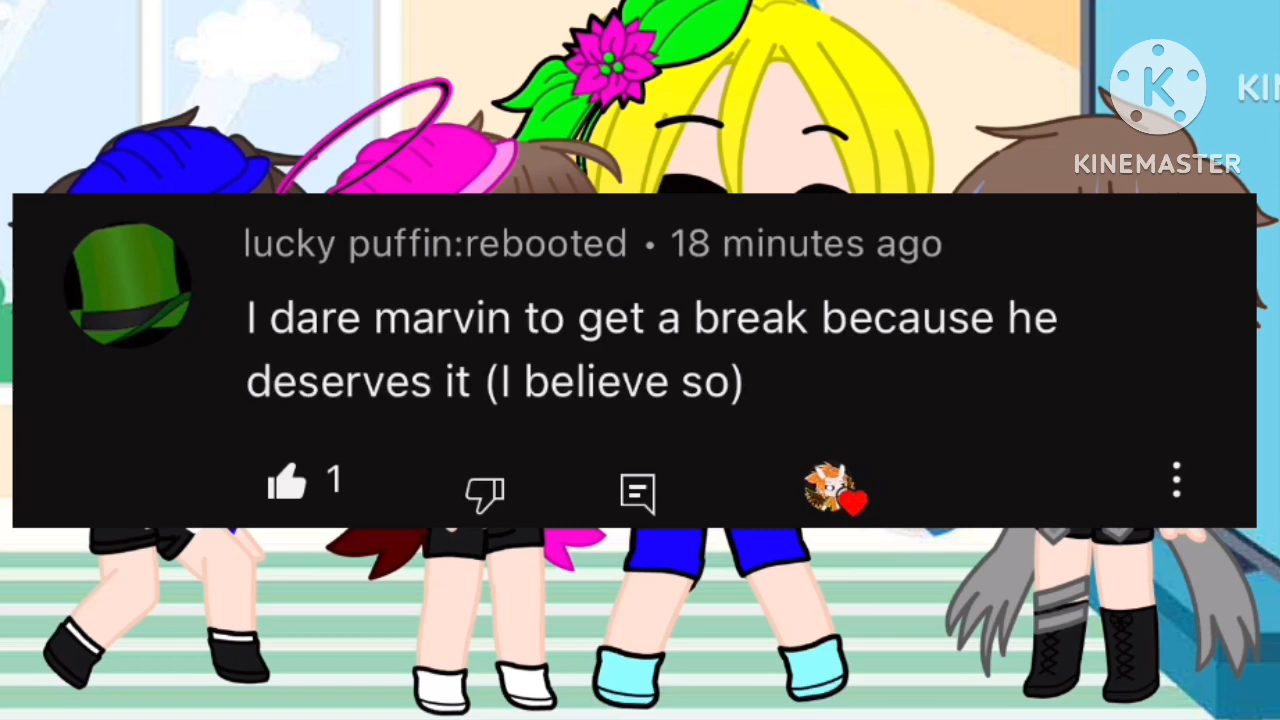 KIN
KINEMASTER
lucky puffin:rebooted • 18 minutes ago
I dare marvin to get a break because he
deserves it (I believe so)
1